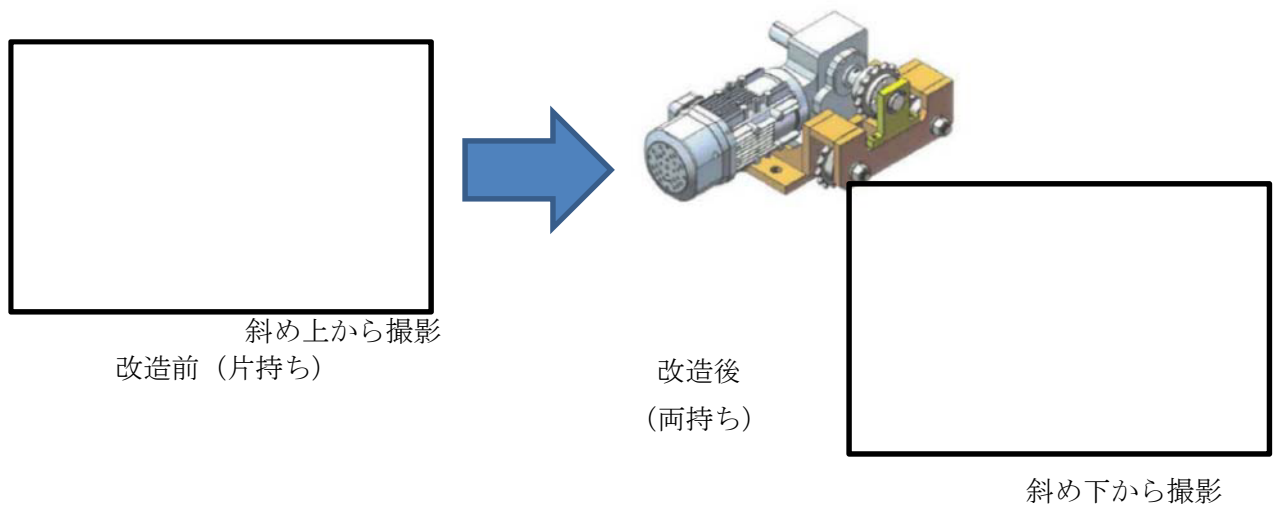 斜め上から撮影
改造前（片持ち）
改造後
（両持ち）
斜め下から撮影